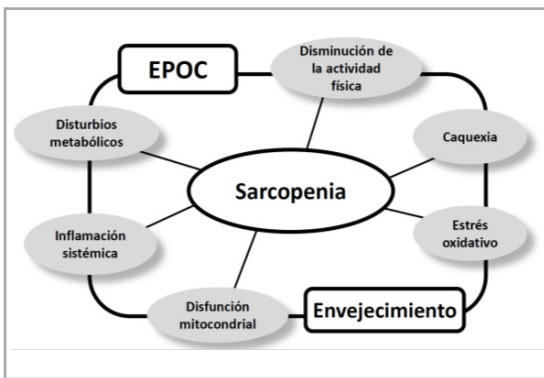 EPOC
Disminución de
la actividad
física
Disturbios
metabólicos
Caquexia
Sarcopenia
Inflamación
sistémica
Estrés
oxidativo
Disfunción
mitocondrial
Envejecimiento